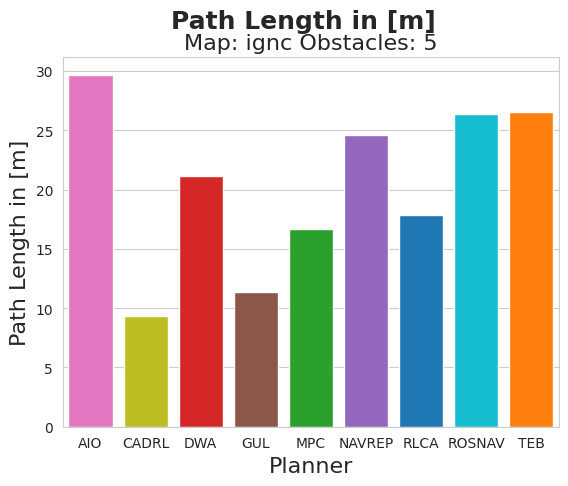 Path Length in [m]
Map: ignc Obstacles: 5
Path Length in [m]
30
25
20
15
10
5
0
AIO CADRL DWA GUL MPC NAVREP RLCA ROSNAV TEB
Planner